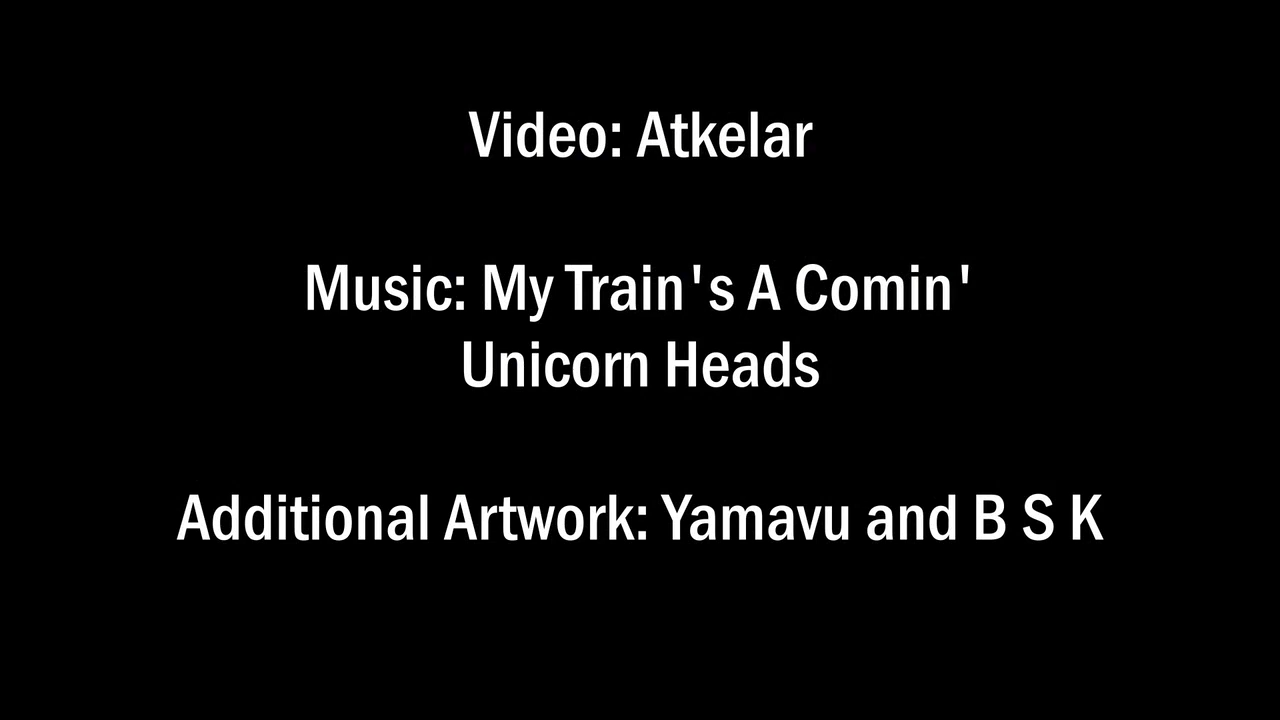 Video: Atkelar
Music: My Train's A Comin'
Unicorn Heads
Additional Artwork: Yamavu and B S K